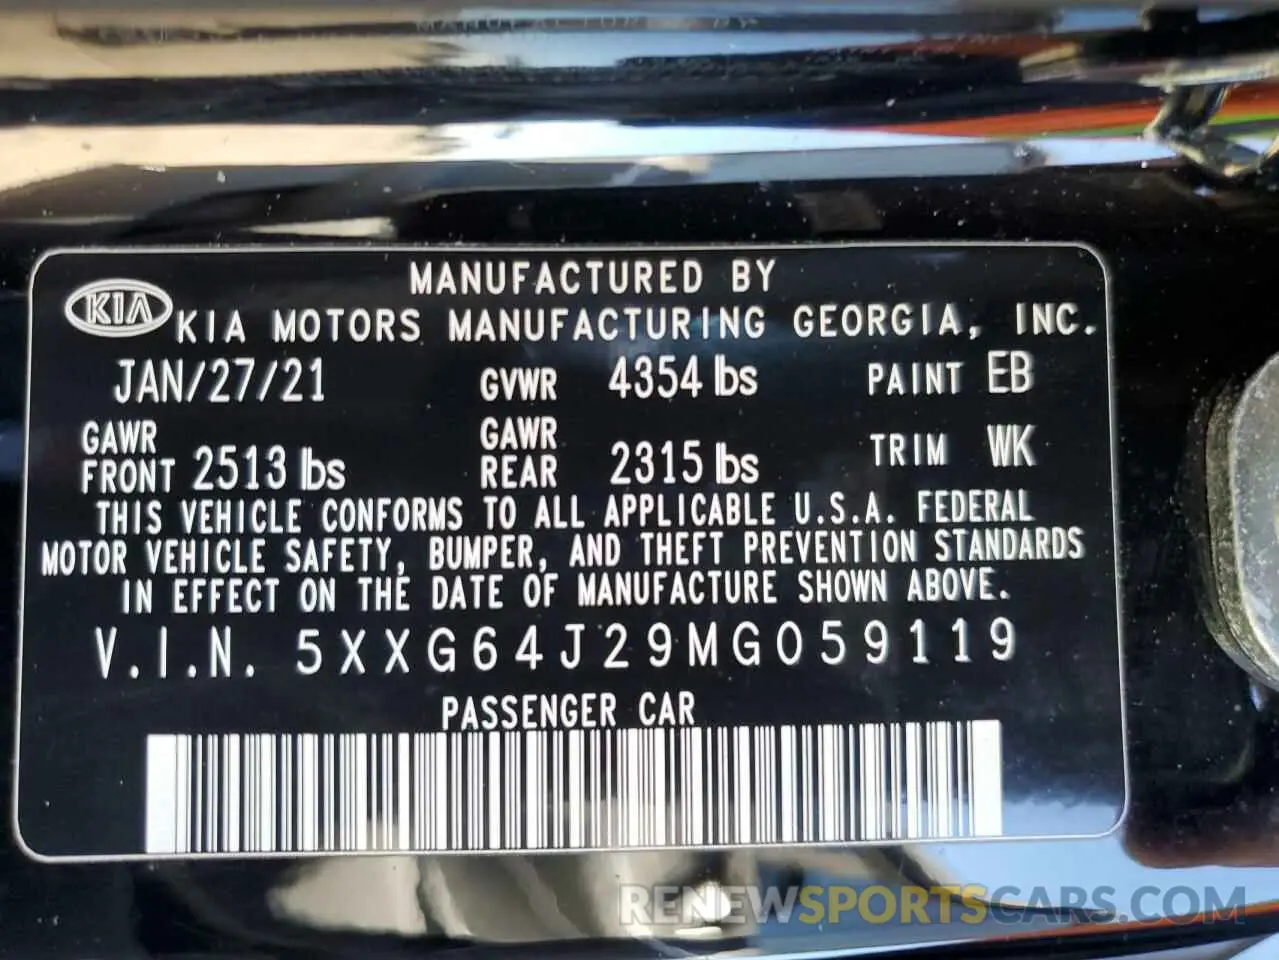 MANUFACTURED BY
KIA KIA MOTORS MANUFACTURING GEORGIA, INC.
JAN/27/21 GVWR 4354 lbs PAINT EB
GAWR FRONT 2513 lbs GAWR REAR 2315 lbs TRIM WK
THIS VEHICLE CONFORMS TO ALL APPLICABLE U.S.A. FEDERAL
MOTOR VEHICLE SAFETY, BUMPER, AND THEFT PREVENTION STANDARDS
IN EFFECT ON THE DATE OF MANUFACTURE SHOWN ABOVE.
V.I.N. 5XXG64J29MG059119
PASSENGER CAR
RENEWSPORTSCARS.COM